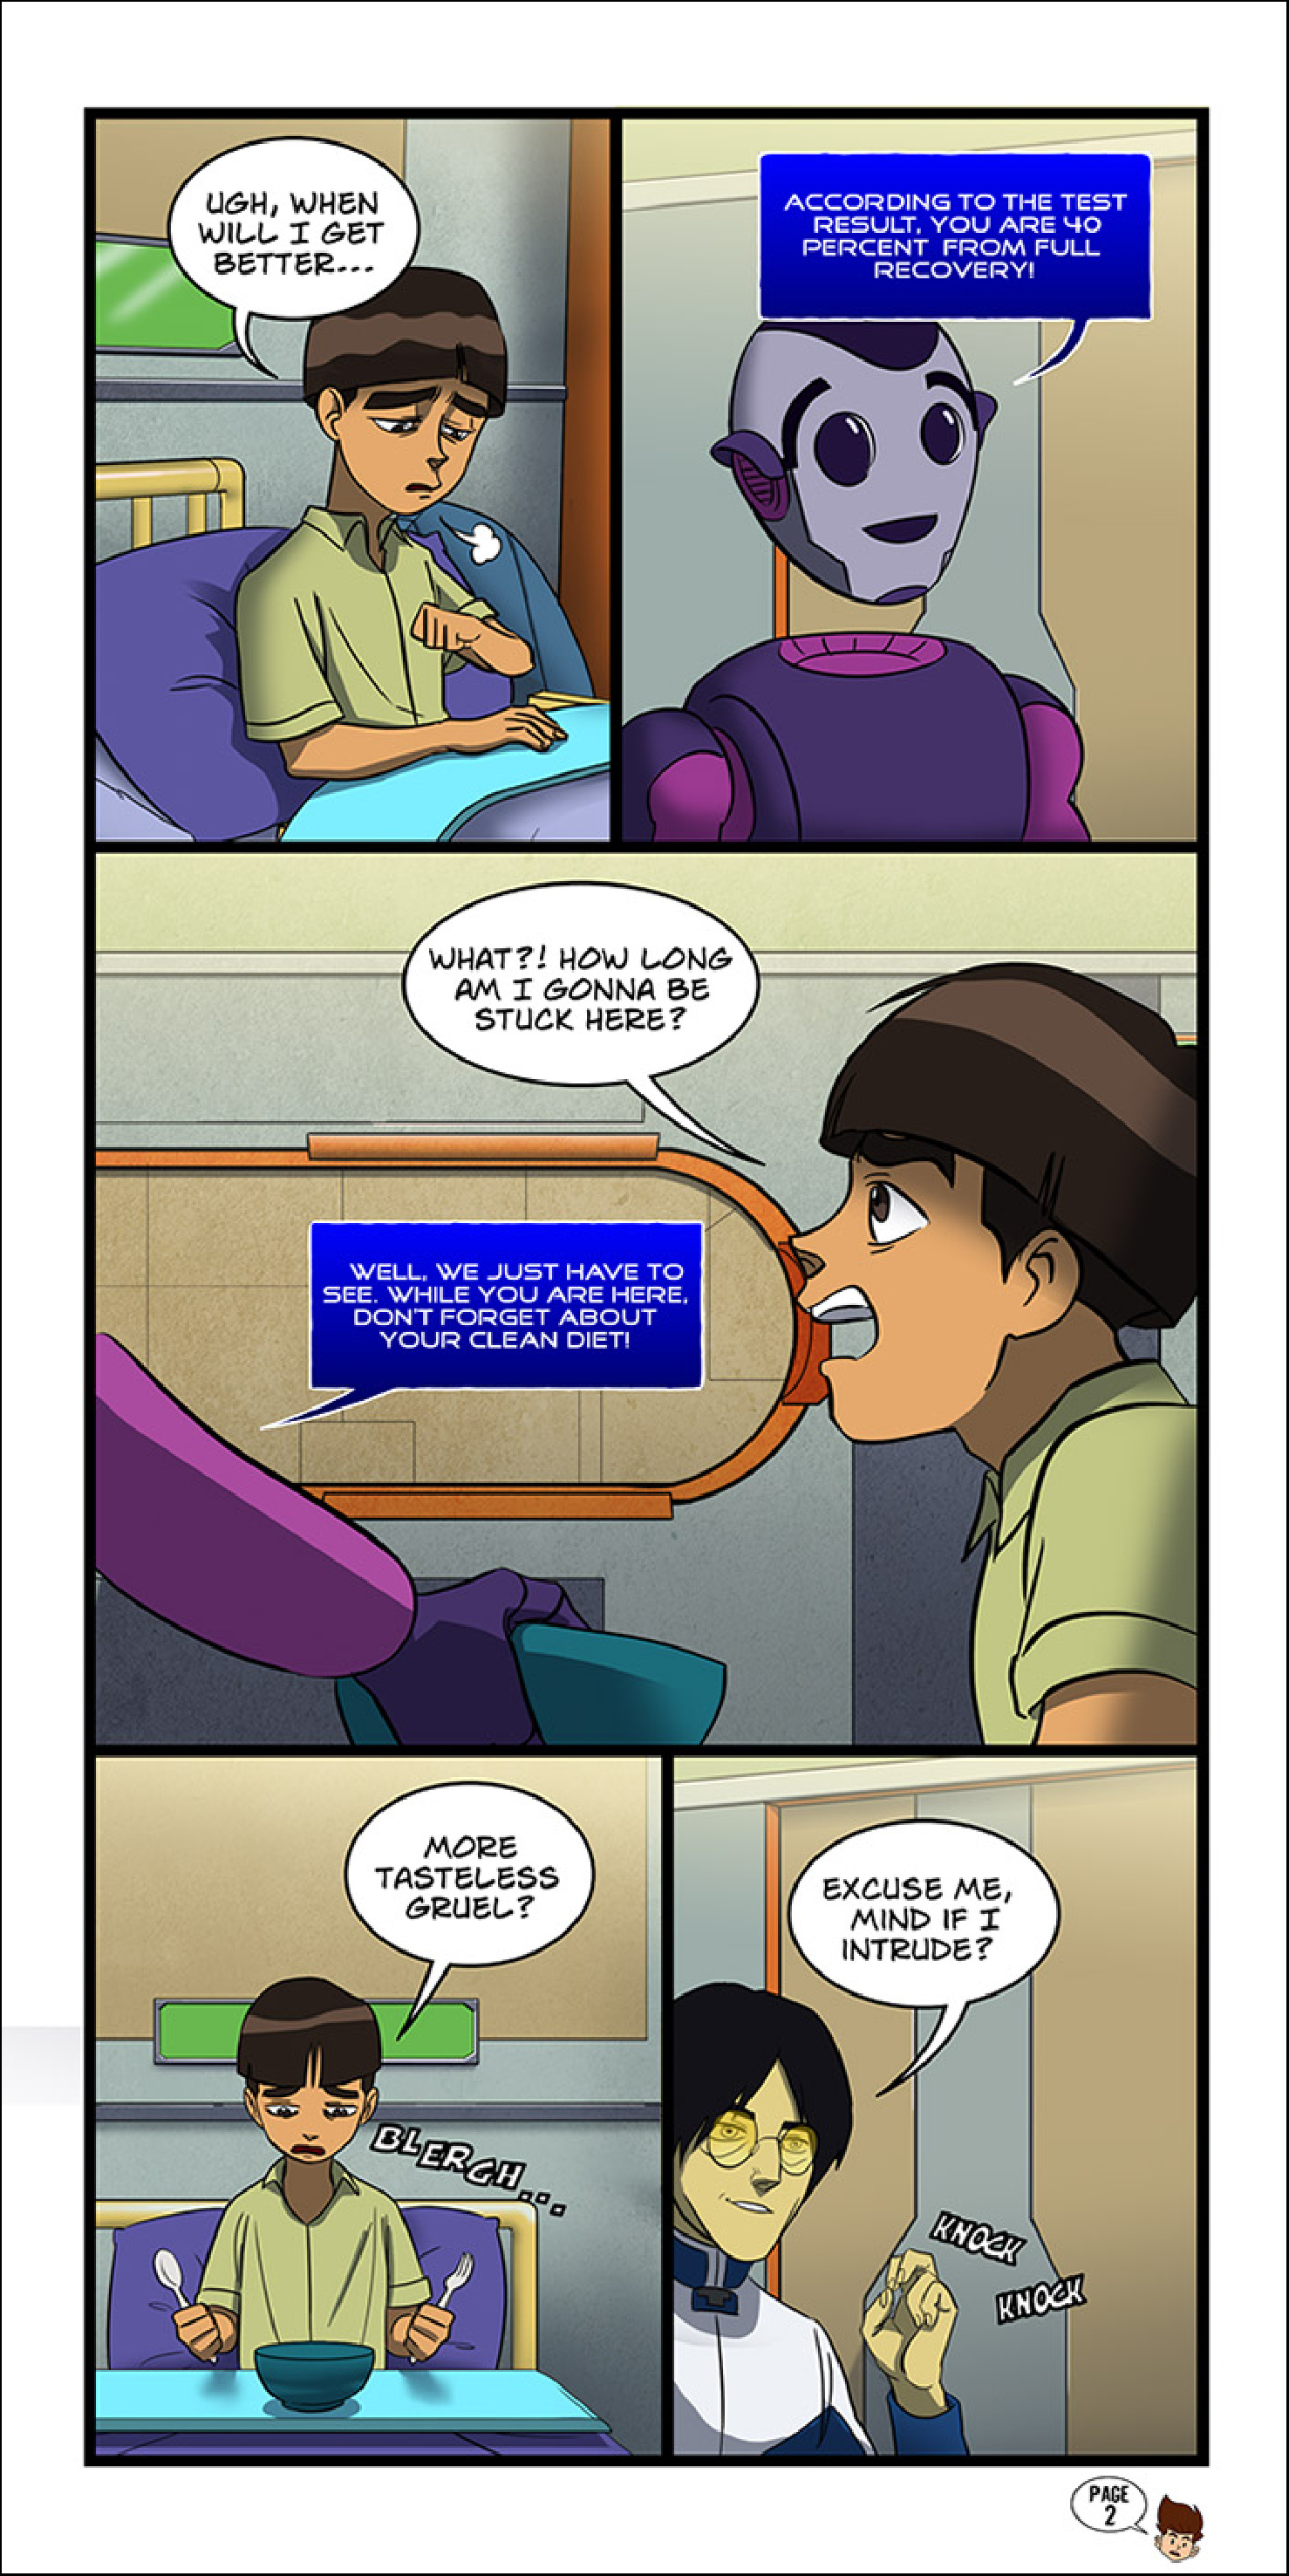 UGH, WHEN
WILL I GET
BETTER...
ACCORDING TO THE TEST
RESULT, YOU ARE 40
PERCENT FROM FULL
RECOVERY!
WHAT?! HOW LONG
AM I GONNA BE
STUCK HERE?
WELL, WE JUST HAVE TO
SEE. WHILE YOU ARE HERE,
DON'T FORGET ABOUT
YOUR CLEAN DIET!
MORE
TASTELESS
GRUEL?
BLERGH...
EXCUSE ME,
MIND IF I
INTRUDE?
KNOCK
KNOCK
PAGE
2